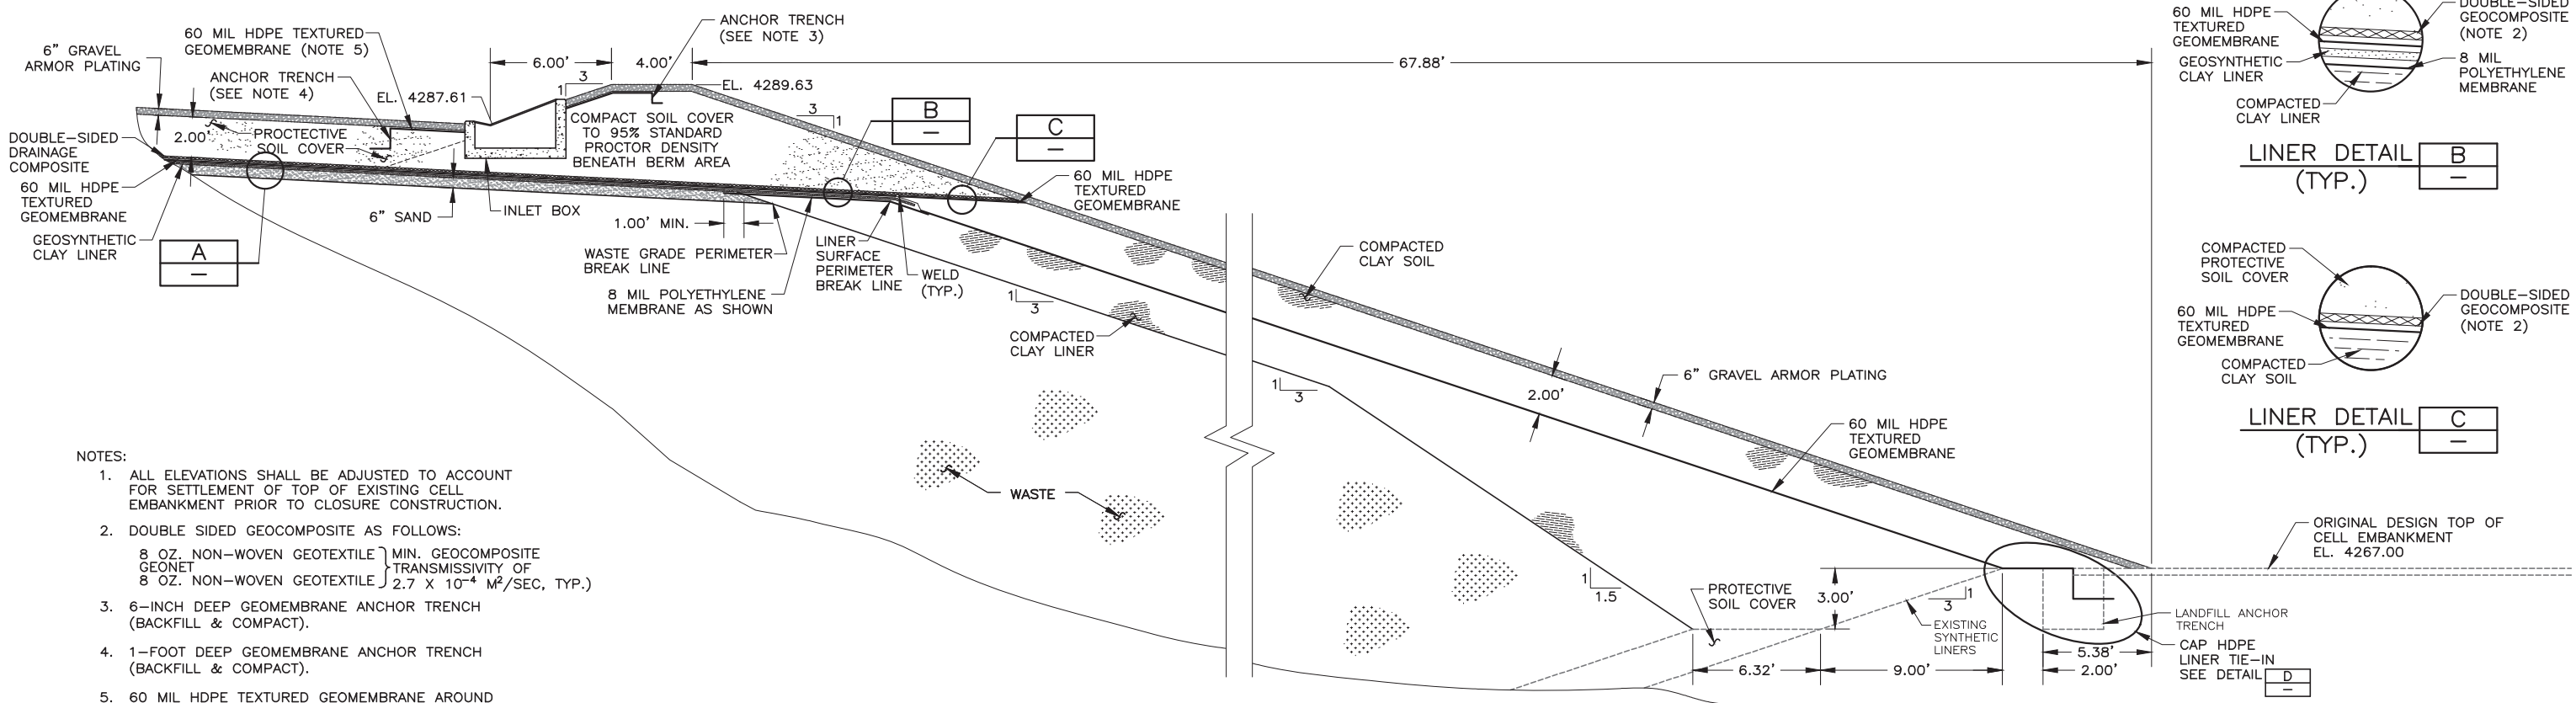 6" GRAVEL
ARMOR PLATING
60 MIL HDPE TEXTURED
GEOMEMBRANE (NOTE 5)
ANCHOR TRENCH
(SEE NOTE 4)
EL. 4287.61
6.00'
3
1
4.00'
ANCHOR TRENCH
(SEE NOTE 3)
EL. 4289.63
67.88'
3
1
DOUBLE-SIDED
DRAINAGE
COMPOSITE
2.00'
PROCTECTIVE
SOIL COVER
COMPACT SOIL COVER
TO 95% STANDARD
PROCTOR DENSITY
BENEATH BERM AREA
B
–
C
–
60 MIL HDPE
TEXTURED
GEOMEMBRANE
GEOSYNTHETIC
CLAY LINER
A
–
6" SAND
INLET BOX
1.00' MIN.
WASTE GRADE PERIMETER
BREAK LINE
8 MIL POLYETHYLENE
MEMBRANE AS SHOWN
LINER
SURFACE
PERIMETER
BREAK LINE
WELD
(TYP.)
60 MIL HDPE
TEXTURED
GEOMEMBRANE
1
3
COMPACTED
CLAY LINER
COMPACTED
CLAY SOIL
1
3
2.00'
6" GRAVEL ARMOR PLATING
60 MIL HDPE
TEXTURED
GEOMEMBRANE
WASTE
1
1.5
PROTECTIVE
SOIL COVER
3.00'
3
1
EXISTING
SYNTHETIC
LINERS
6.32'
9.00'
5.38'
2.00'
ORIGINAL DESIGN TOP OF
CELL EMBANKMENT
EL. 4267.00
LANDFILL ANCHOR
TRENCH
CAP HDPE
LINER TIE-IN
SEE DETAIL
D
–
60 MIL HDPE
TEXTURED
GEOMEMBRANE
GEOSYNTHETIC
CLAY LINER
COMPACTED
CLAY LINER
DOUBLE-SIDED
GEOCOMPOSITE
(NOTE 2)
8 MIL
POLYETHYLENE
MEMBRANE
LINER DETAIL
(TYP.)
B
–
COMPACTED
PROTECTIVE
SOIL COVER
60 MIL HDPE
TEXTURED
GEOMEMBRANE
COMPACTED
CLAY SOIL
DOUBLE-SIDED
GEOCOMPOSITE
(NOTE 2)
LINER DETAIL
(TYP.)
C
–
NOTES:
1. ALL ELEVATIONS SHALL BE ADJUSTED TO ACCOUNT
FOR SETTLEMENT OF TOP OF EXISTING CELL
EMBANKMENT PRIOR TO CLOSURE CONSTRUCTION.
2. DOUBLE SIDED GEOCOMPOSITE AS FOLLOWS:
8 OZ. NON-WOVEN GEOTEXTILE
GEONET
8 OZ. NON-WOVEN GEOTEXTILE
MIN. GEOCOMPOSITE
TRANSMISSIVITY OF
2.7 X 10⁻⁴ M²/SEC, TYP.)
3. 6-INCH DEEP GEOMEMBRANE ANCHOR TRENCH
(BACKFILL & COMPACT).
4. 1-FOOT DEEP GEOMEMBRANE ANCHOR TRENCH
(BACKFILL & COMPACT).
5. 60 MIL HDPE TEXTURED GEOMEMBRANE AROUND